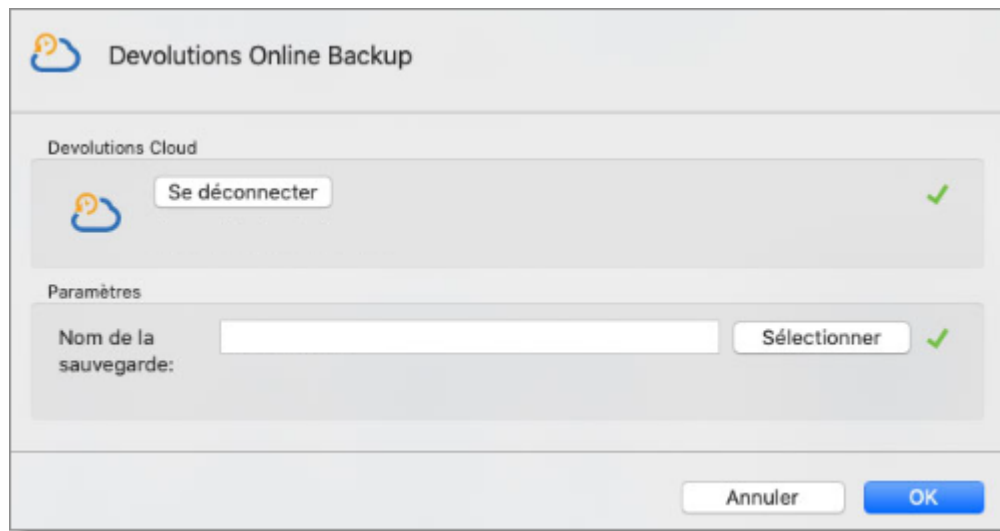 Devolutions Online Backup
Devolutions Cloud
Se déconnecter
Paramètres
Nom de la
sauvegarde:
Sélectionner
Annuler
OK